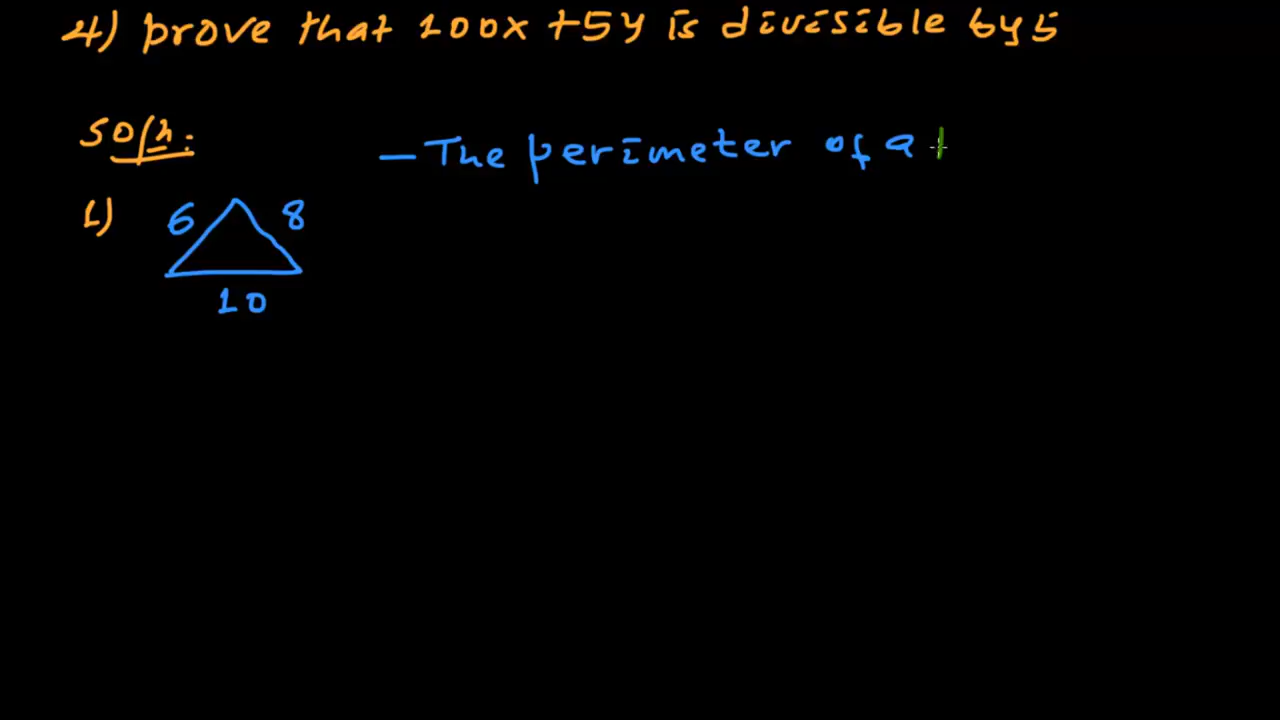 4) prove that 100x + 5y is divisible by 5
Soln:
- The perimeter of a
1)
6
8
10